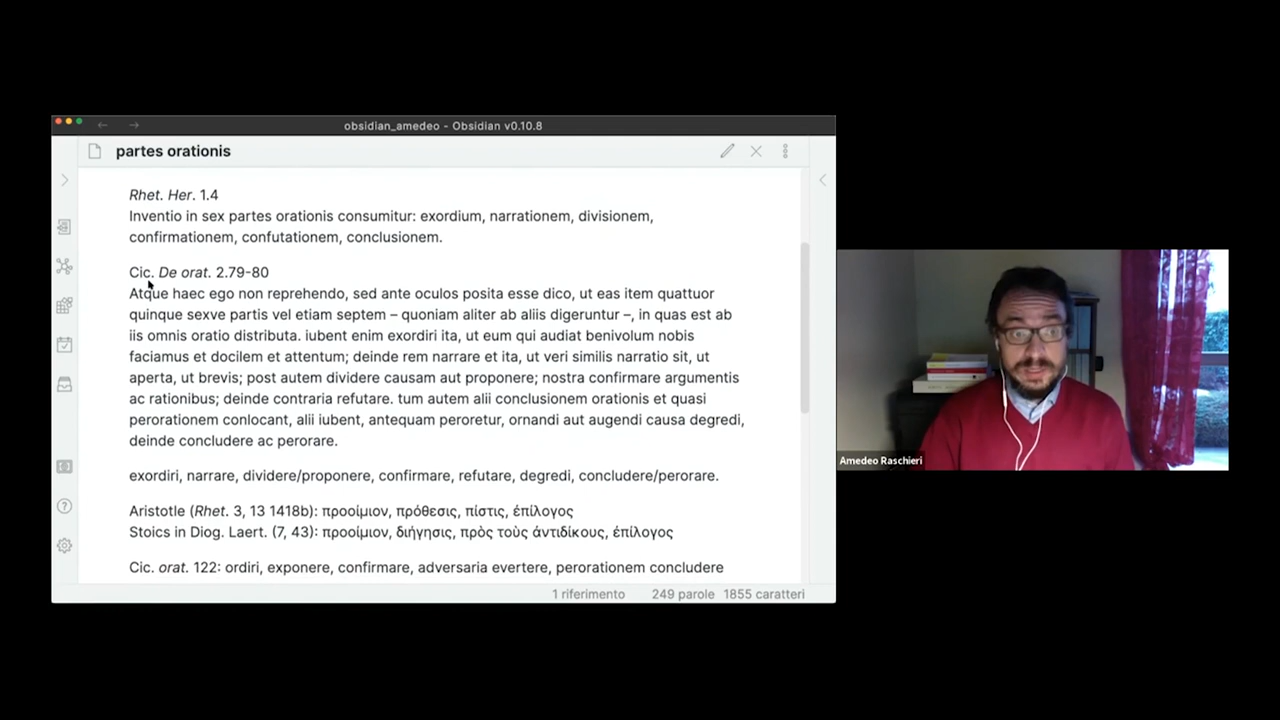 obsidian_amedeo - Obsidian v0.10.8
partes orationis
Rhet. Her. 1.4
Inventio in sex partes orationis consumitur: exordium, narrationem, divisionem,
confirmationem, confutationem, conclusionem.
Cic. De orat. 2.79-80
Atque haec ego non reprehendo, sed ante oculos posita esse dico, ut eas item quattuor
quinque sexve partis vel etiam septem – quoniam aliter ab aliis digeruntur –, in quas est ab
iis omnis oratio distributa. iubent enim exordiri ita, ut eum qui audiat benivolum nobis
faciamus et docilem et attentum; deinde rem narrare et ita, ut veri similis narratio sit, ut
aperta, ut brevis; post autem dividere causam aut proponere; nostra confirmare argumentis
ac rationibus; deinde contraria refutare. tum autem alii conclusionem orationis et quasi
perorationem conlocant, alii iubent, antequam peroretur, ornandi aut augendi causa degredi,
deinde concludere ac perorare.
exordiri, narrare, dividere/proponere, confirmare, refutare, degredi, concludere/perorare.
Aristotle (Rhet. 3, 13 1418b): προοίμιον, πρόθεσις, πίστις, ἐπίλογος
Stoics in Diog. Laert. (7, 43): προοίμιον, διήγησις, πρὸς τοὺς ἀντιδίκους, ἐπίλογος
Cic. orat. 122: ordiri, exponere, confirmare, adversaria evertere, perorationem concludere
1 riferimento 249 parole 1855 caratteri
Amedeo Raschieri